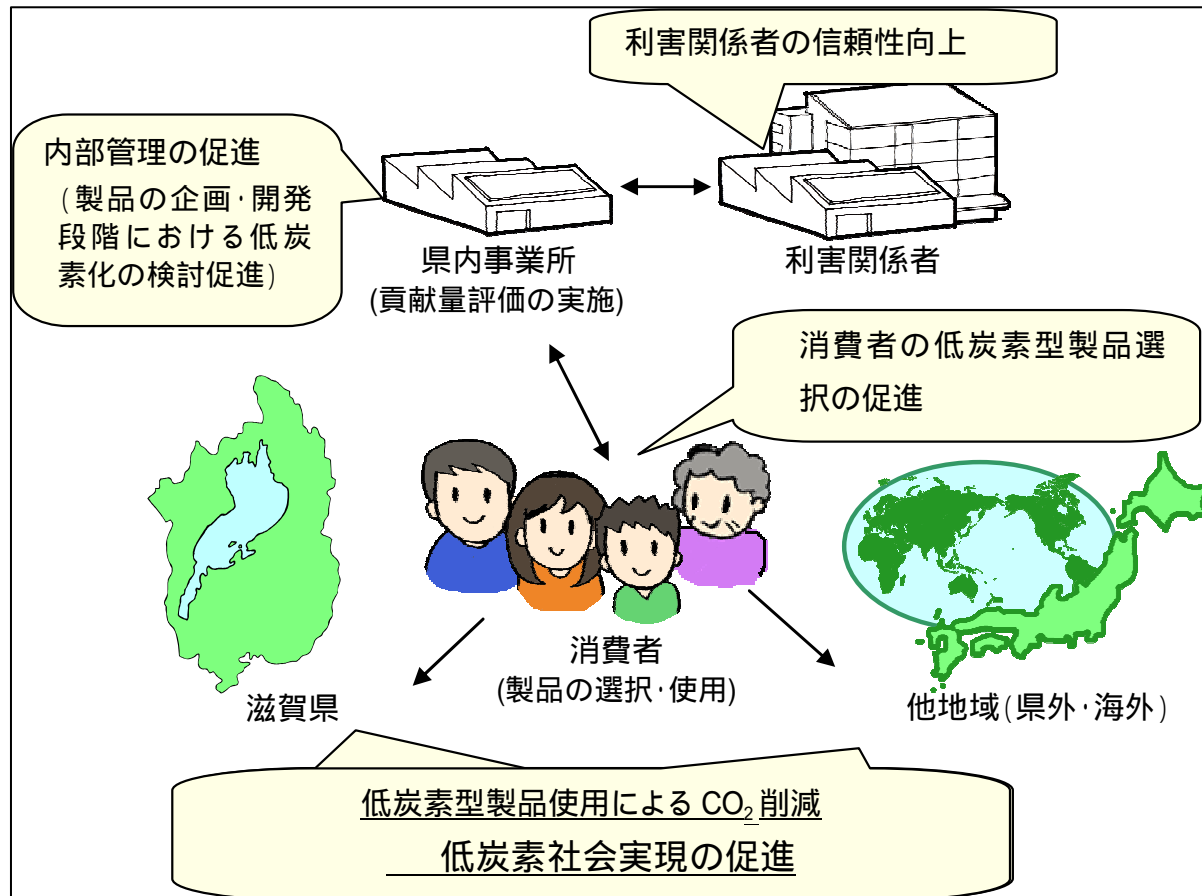 利害関係者の信頼性向上
内部管理の促進
(製品の企画・開発
段階における低炭
素化の検討促進)
県内事業所
(貢献量評価の実施)
利害関係者
消費者の低炭素型製品選
択の促進
消費者
(製品の選択・使用)
滋賀県
他地域(県外・海外)
低炭素型製品使用による CO₂ 削減
低炭素社会実現の促進